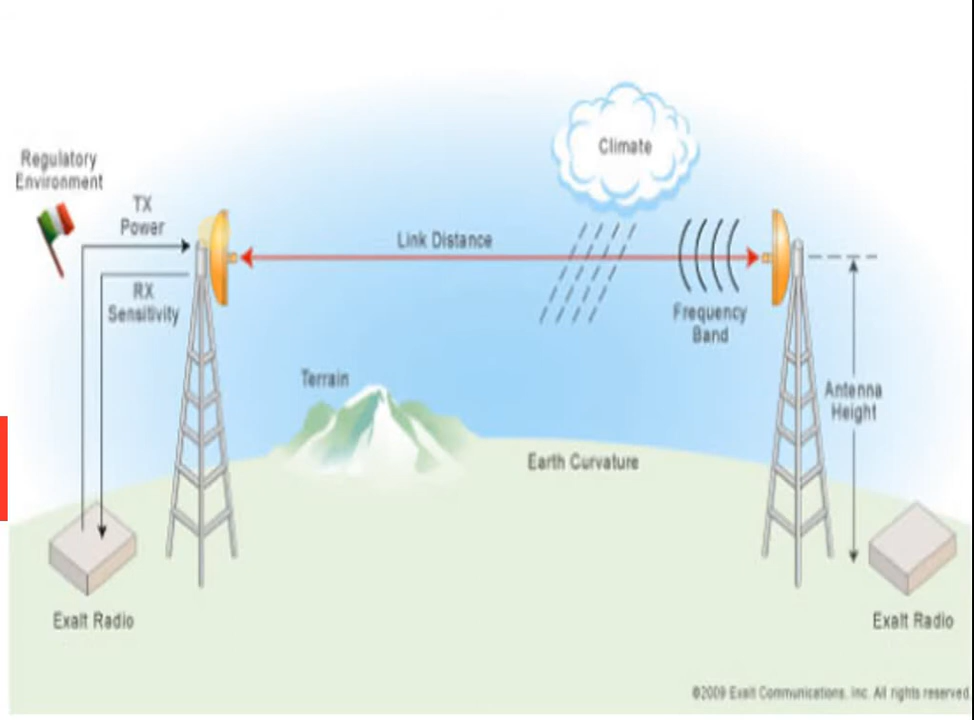 Climate
Regulatory
Environment
TX
Power
Link Distance
RX
Sensitivity
Frequency
Band
Terrain
Antenna
Height
Earth Curvature
Exalt Radio
Exalt Radio
©2009 Exalt Communications, Inc. All rights reserved